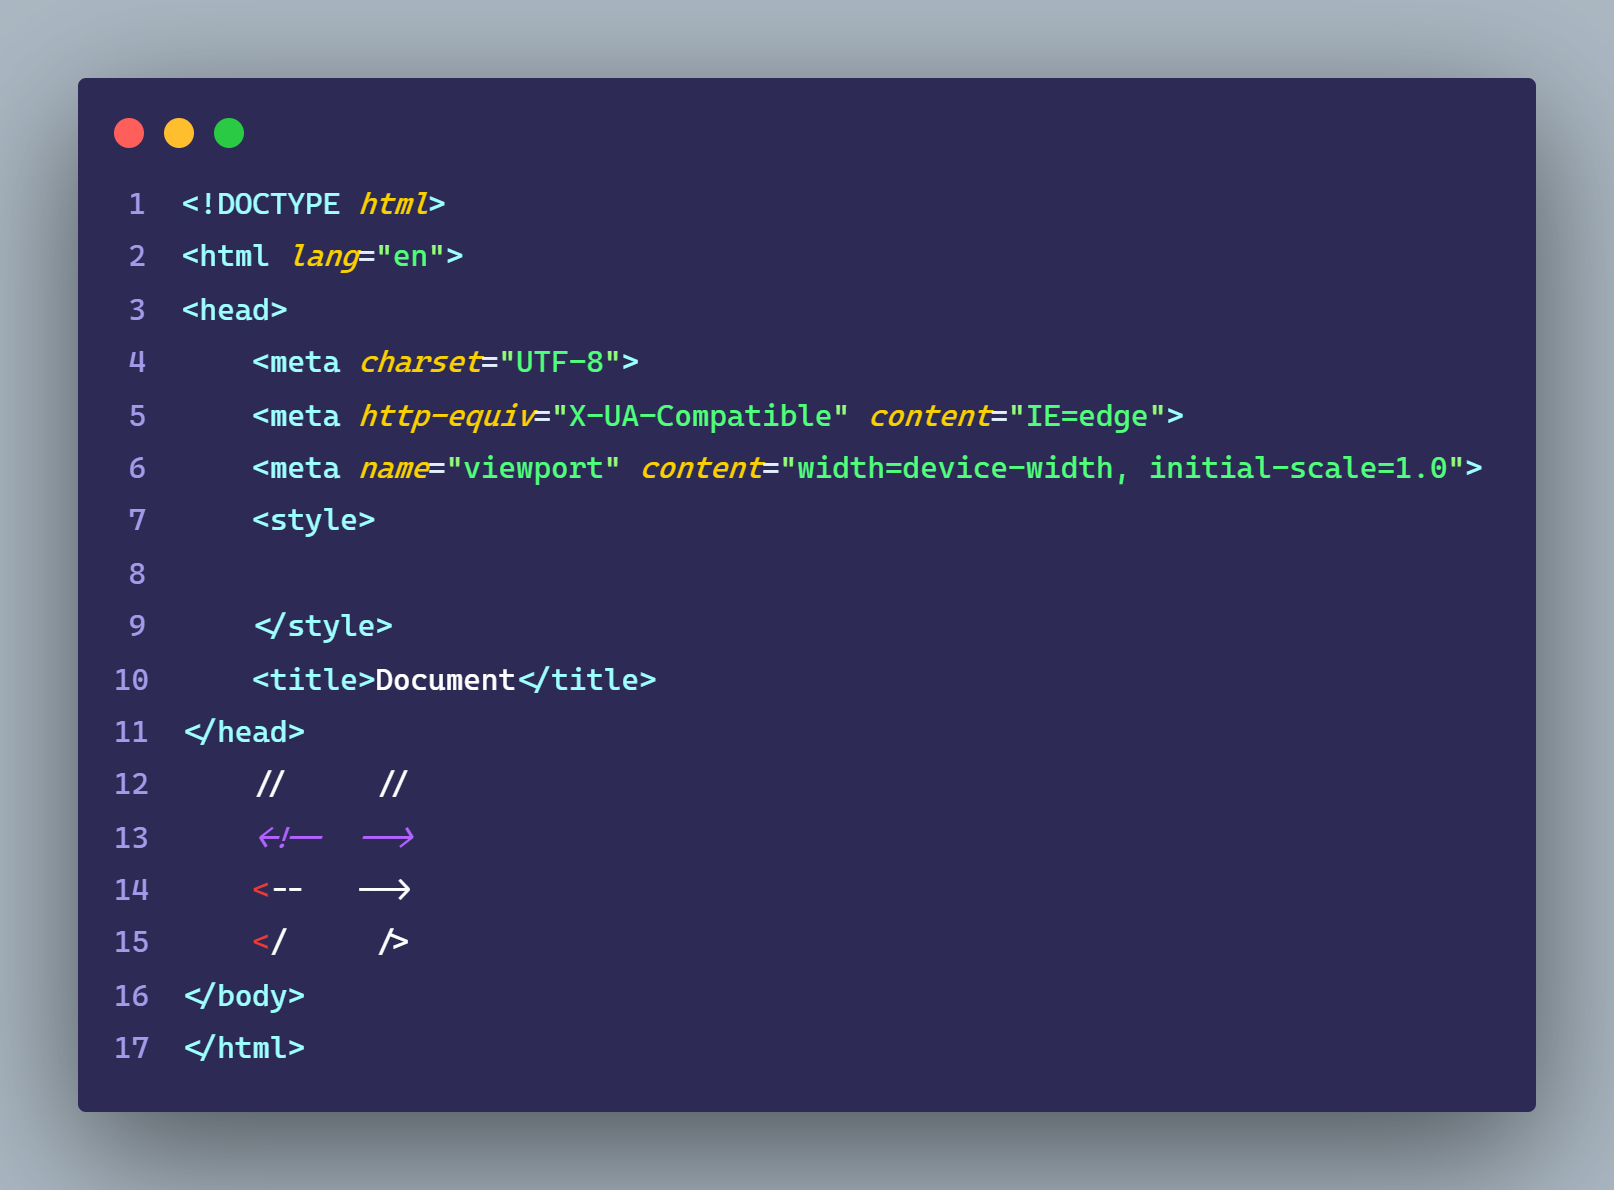 1 <!DOCTYPE html>
2 <html lang="en">
3 <head>
4     <meta charset="UTF-8">
5     <meta http-equiv="X-UA-Compatible" content="IE=edge">
6     <meta name="viewport" content="width=device-width, initial-scale=1.0">
7     <style>
8
9     </style>
10     <title>Document</title>
11 </head>
12     //     //
13     <!--  -->
14     <--   -->
15     </     />
16 </body>
17 </html>